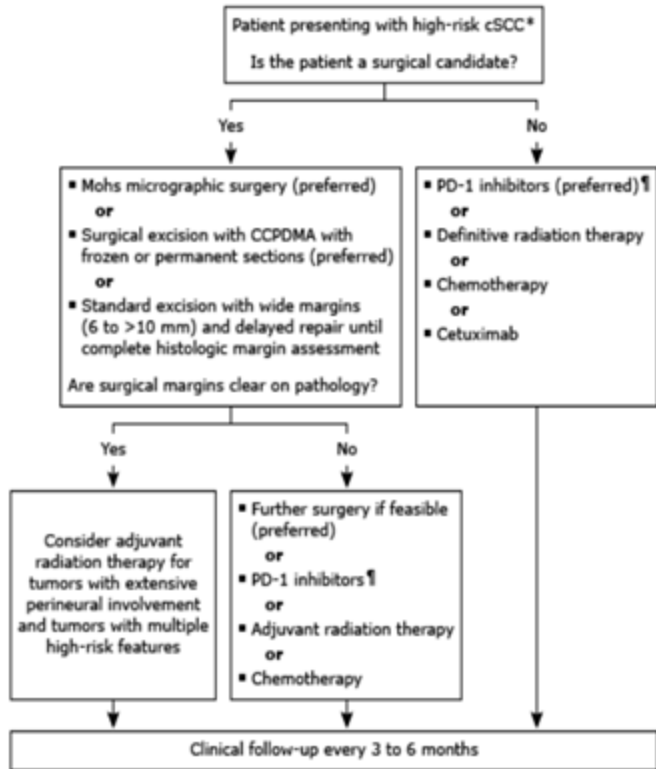 Patient presenting with high-risk cSCC*
Is the patient a surgical candidate?
Yes
No
▪ Mohs micrographic surgery (preferred)
or
▪ Surgical excision with CCPDMA with
frozen or permanent sections (preferred)
or
▪ Standard excision with wide margins
(6 to >10 mm) and delayed repair until
complete histologic margin assessment
Are surgical margins clear on pathology?
▪ PD-1 inhibitors (preferred)¶
or
▪ Definitive radiation therapy
or
▪ Chemotherapy
or
▪ Cetuximab
Yes
No
Consider adjuvant
radiation therapy for
tumors with extensive
perineural involvement
and tumors with multiple
high-risk features
▪ Further surgery if feasible
(preferred)
or
▪ PD-1 inhibitors¶
or
▪ Adjuvant radiation therapy
or
▪ Chemotherapy
Clinical follow-up every 3 to 6 months